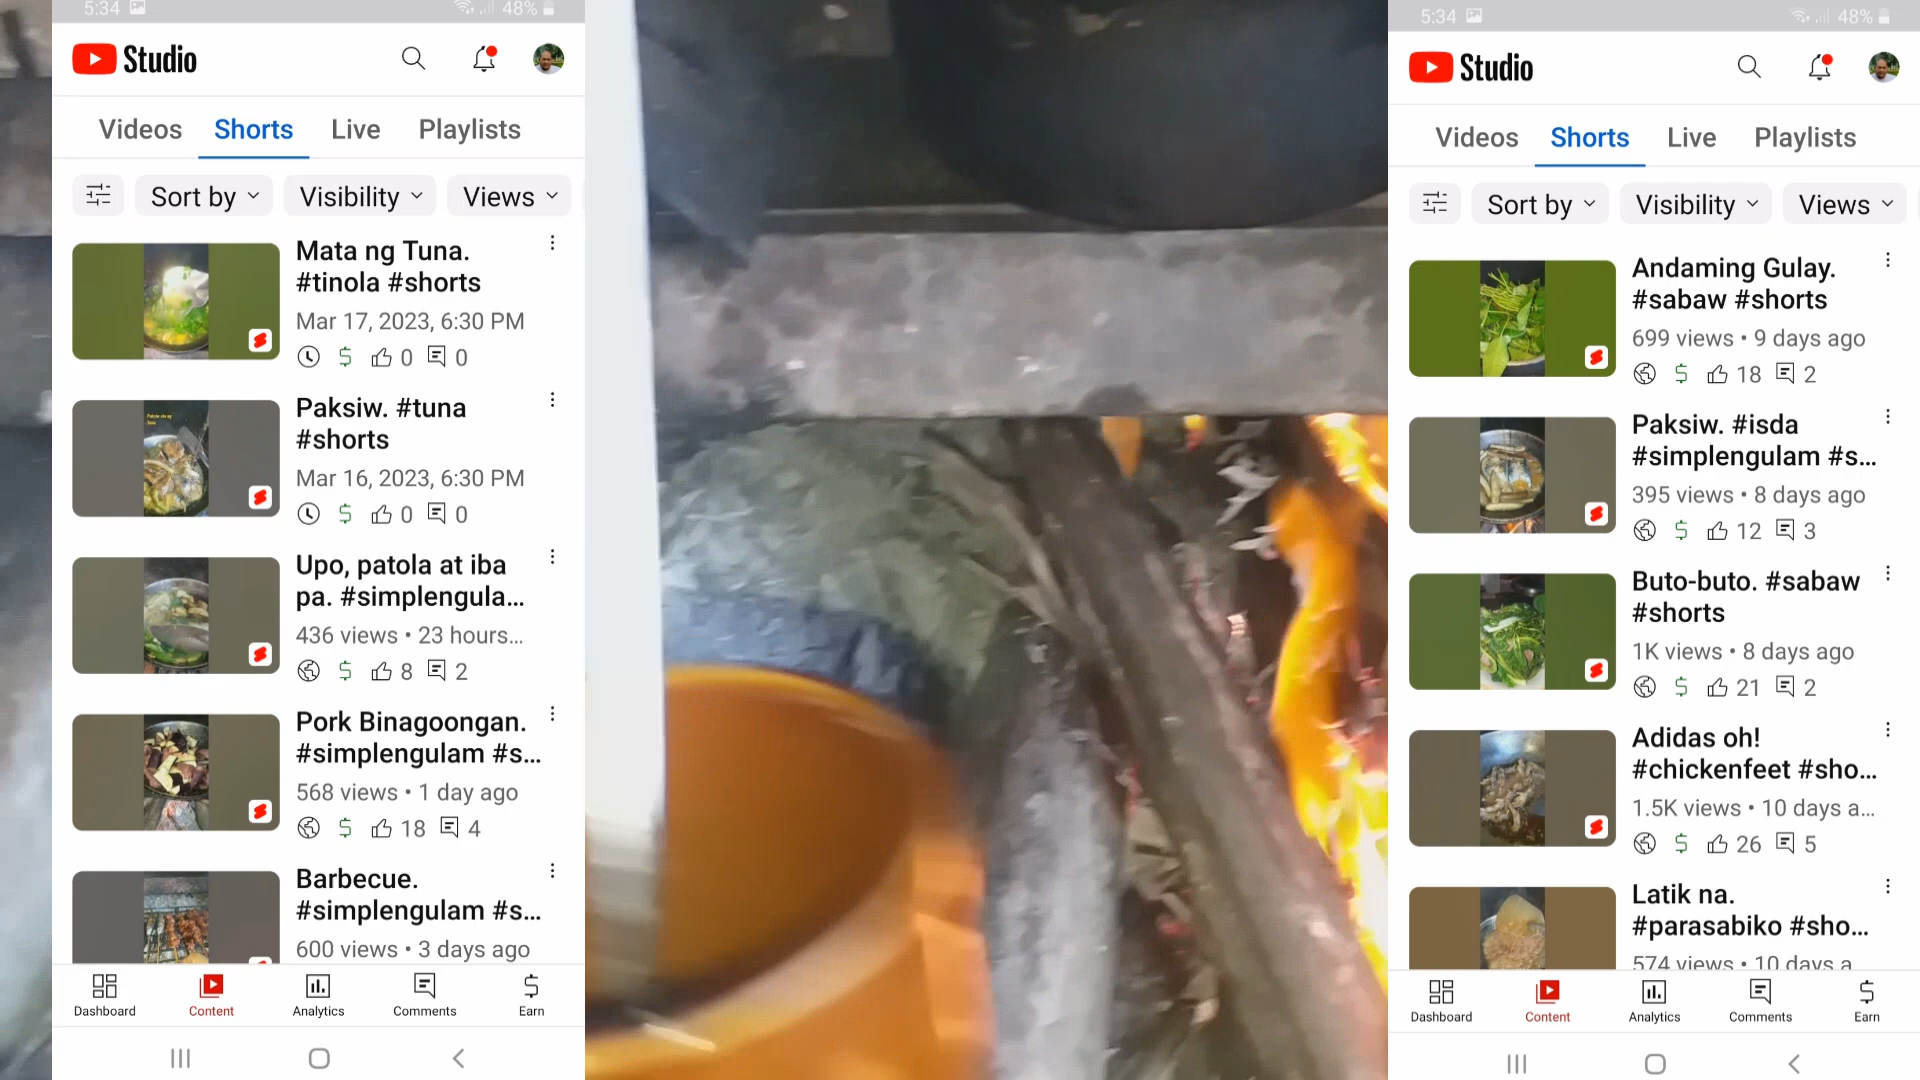 5:34 48%
Studio
Videos Shorts Live Playlists
Sort by Visibility Views
Mata ng Tuna.
#tinola #shorts
Mar 17, 2023, 6:30 PM
0 0
Paksiw. #tuna
#shorts
Mar 16, 2023, 6:30 PM
0 0
Upo, patola at iba
pa. #simplengula...
436 views • 23 hours...
8 2
Pork Binagoongan.
#simplengulam #s...
568 views • 1 day ago
18 4
Barbecue.
#simplengulam #s...
600 views • 3 days ago
Dashboard Content Analytics Comments Earn
5:34 48%
Studio
Videos Shorts Live Playlists
Sort by Visibility Views
Andaming Gulay.
#sabaw #shorts
699 views • 9 days ago
18 2
Paksiw. #isda
#simplengulam #s...
395 views • 8 days ago
12 3
Buto-buto. #sabaw
#shorts
1K views • 8 days ago
21 2
Adidas oh!
#chickenfeet #sho...
1.5K views • 10 days a...
26 5
Latik na.
#parasabiko #sho...
574 views • 10 days a
Dashboard Content Analytics Comments Earn